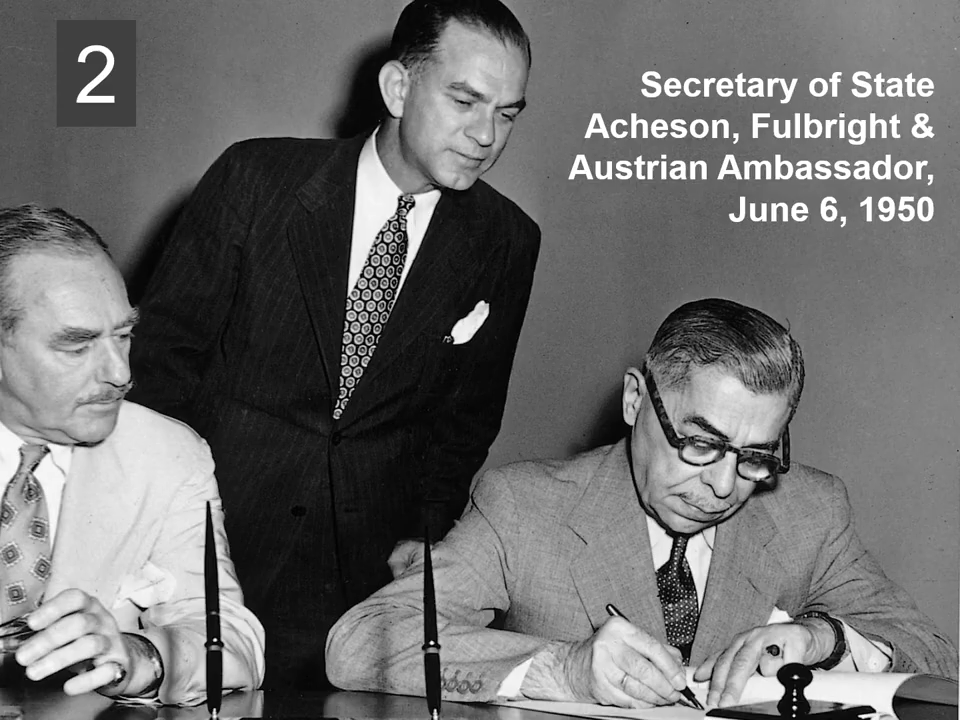 2
Secretary of State
Acheson, Fulbright &
Austrian Ambassador,
June 6, 1950